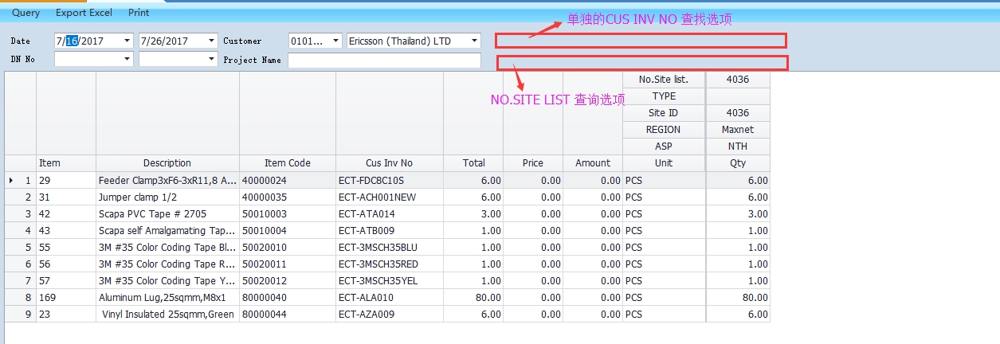 Query Export Excel Print
单独的CUS INV NO 查找选项
Date 7/16/2017 7/26/2017 Customer 0101... Ericsson (Thailand) LTD
DN No Project Name
NO.SITE LIST 查询选项
No.Site list. 4036
TYPE
Site ID 4036
REGION Maxnet
ASP NTH
Item Description Item Code Cus Inv No Total Price Amount Unit Qty
1 29 Feeder Clamp3xF6-3xR11,8 A... 40000024 ECT-FDC8C10S 6.00 0.00 0.00 PCS 6.00
2 31 Jumper clamp 1/2 40000035 ECT-ACH001NEW 6.00 0.00 0.00 PCS 6.00
3 42 Scapa PVC Tape # 2705 50010003 ECT-ATA014 3.00 0.00 0.00 PCS 3.00
4 43 Scapa self Amalgamating Tap... 50010004 ECT-ATB009 1.00 0.00 0.00 PCS 1.00
5 55 3M #35 Color Coding Tape Bl... 50020010 ECT-3MSCH35BLU 1.00 0.00 0.00 PCS 1.00
6 56 3M #35 Color Coding Tape R... 50020011 ECT-3MSCH35RED 1.00 0.00 0.00 PCS 1.00
7 57 3M #35 Color Coding Tape Y... 50020012 ECT-3MSCH35YEL 1.00 0.00 0.00 PCS 1.00
8 169 Aluminum Lug,25sqmm,M8x1 80000040 ECT-ALA010 80.00 0.00 0.00 PCS 80.00
9 23 Vinyl Insulated 25sqmm,Green 80000044 ECT-AZA009 6.00 0.00 0.00 PCS 6.00